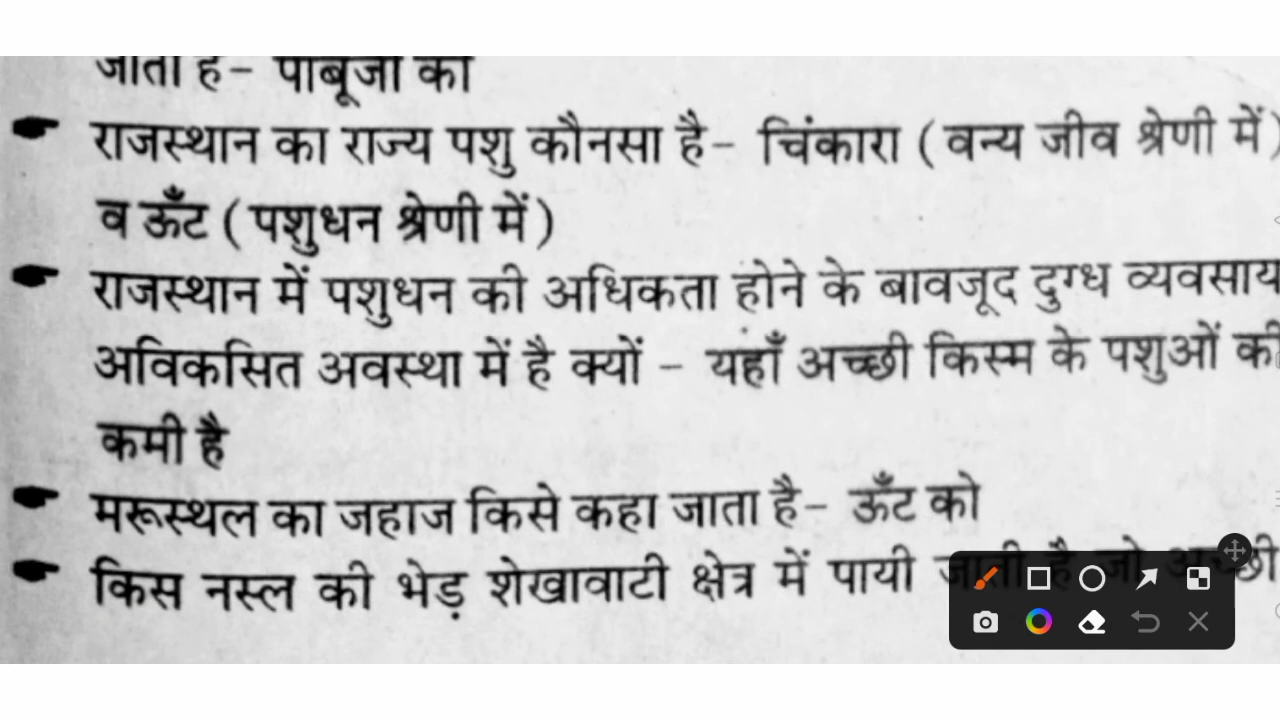 जाता है- पाबूजी को
राजस्थान का राज्य पशु कौनसा है- चिंकारा (वन्य जीव श्रेणी में)
व ऊँट (पशुधन श्रेणी में)
राजस्थान में पशुधन की अधिकता होने के बावजूद दुग्ध व्यवसाय
अविकसित अवस्था में है क्यों - यहाँ अच्छी किस्म के पशुओं की
कमी है
मरूस्थल का जहाज किसे कहा जाता है- ऊँट को
किस नस्ल की भेड़ शेखावाटी क्षेत्र में पायी जाती है जो अच्छी